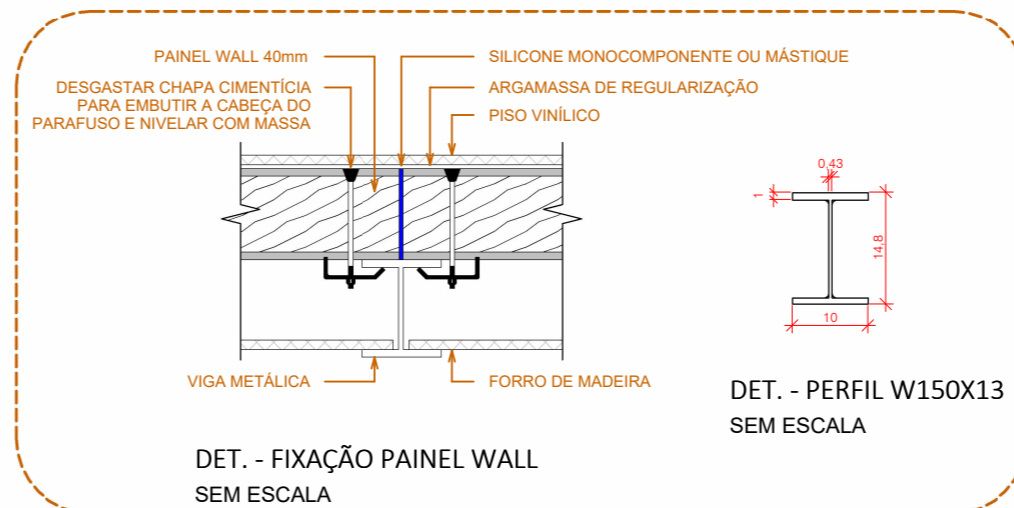 PAINEL WALL 40mm
DESGASTAR CHAPA CIMENTÍCIA
PARA EMBUTIR A CABEÇA DO
PARAFUSO E NIVELAR COM MASSA
SILICONE MONOCOMPONENTE OU MÁSTIQUE
ARGAMASSA DE REGULARIZAÇÃO
PISO VINÍLICO
VIGA METÁLICA
FORRO DE MADEIRA
DET. - FIXAÇÃO PAINEL WALL
SEM ESCALA
0,43
1
14,8
10
DET. - PERFIL W150X13
SEM ESCALA